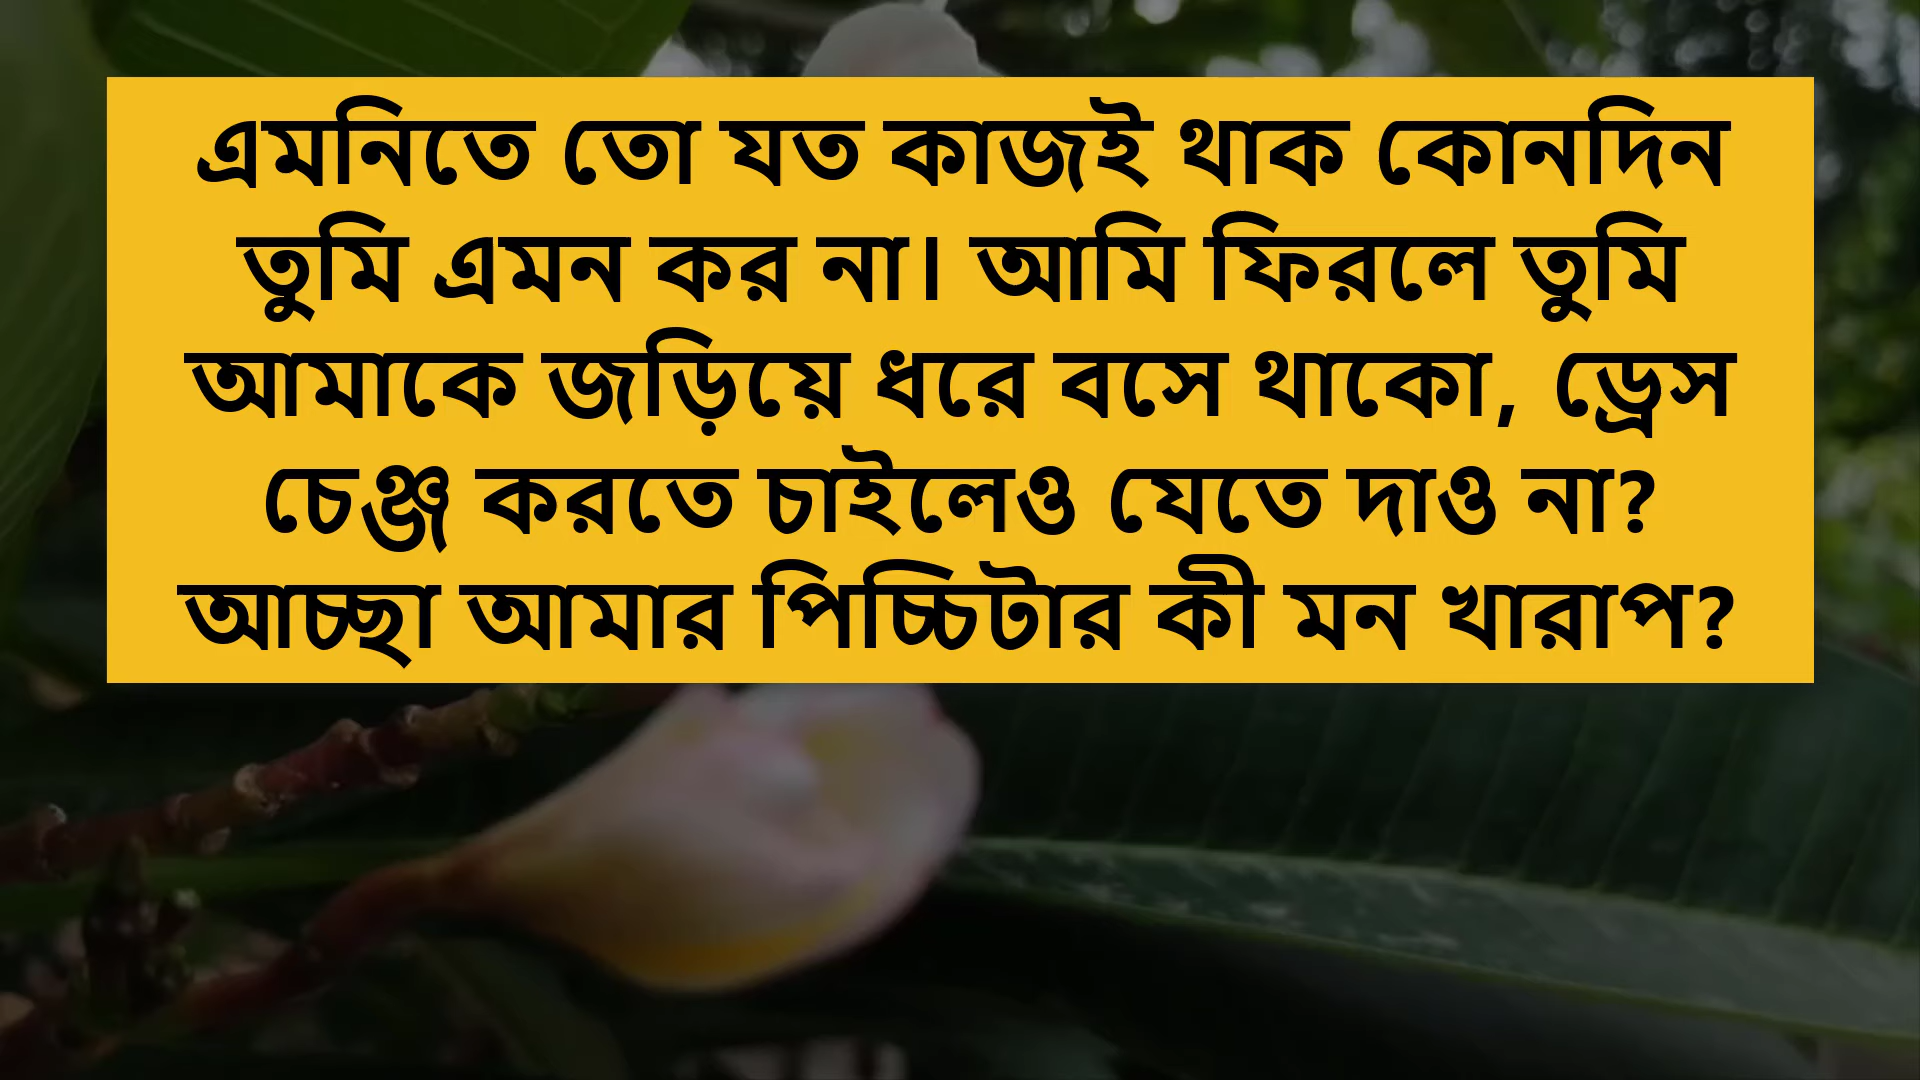 এমনিতে তো যত কাজই থাক কোনদিন
তুমি এমন কর না। আমি ফিরলে তুমি
আমাকে জড়িয়ে ধরে বসে থাকো, ড্রেস
চেঞ্জ করতে চাইলেও যেতে দাও না?
আচ্ছা আমার পিচ্চিটার কী মন খারাপ?